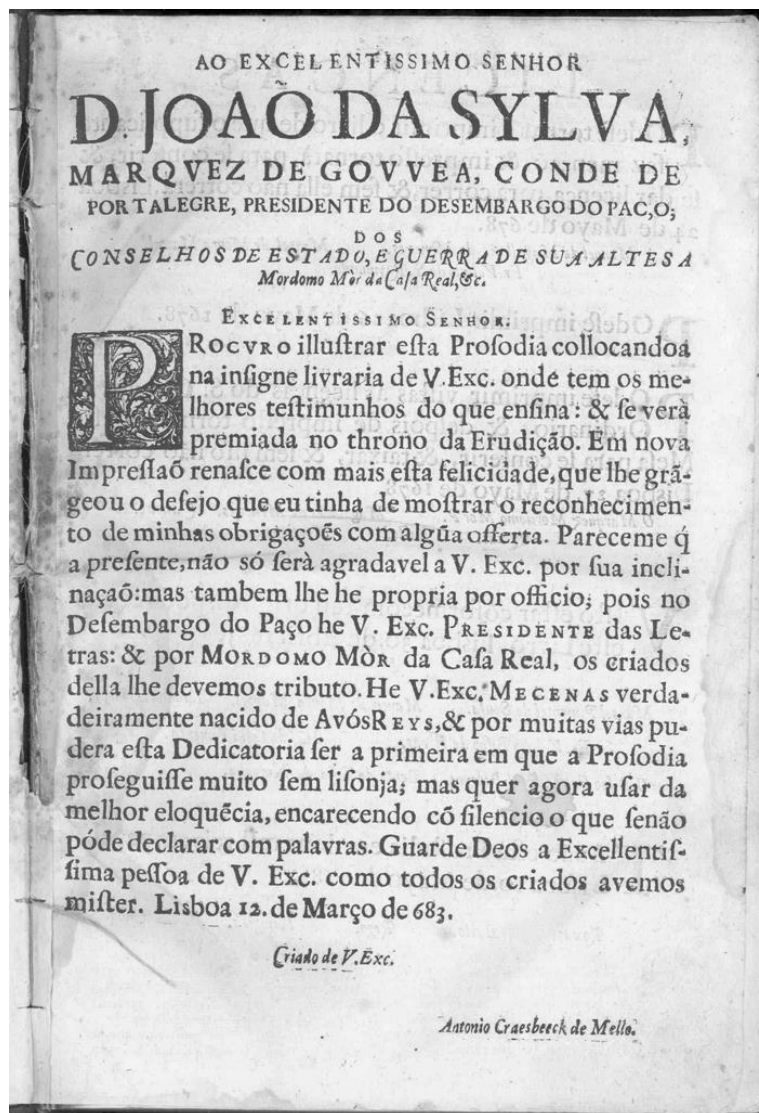 AO EXCELENTISSIMO SENHOR
D JOAÕ DA SYLVA,
MARQVEZ DE GOVVEA, CONDE DE
PORTALEGRE, PRESIDENTE DO DESEMBARGO DO PAC,O;
DOS
CONSELHOS DE ESTADO, E GUERRA DE SUA ALTESA
Mordomo Mòr da Caſa Real, &c.
EXCELENTISSIMO SENHOR.
PROCVRO illuſtrar eſta Proſodia collocandoa
na inſigne livraria de V.Exc. onde tem os me-
lhores teſtimunhos do que enſina: & ſe verà
premiada no throno da Erudição. Em nova
Impreſſaõ renaſce com mais eſta felicidade, que lhe grã-
geou o deſejo que eu tinha de moſtrar o reconhecimen-
to de minhas obrigaçoẽs com algũa offerta. Pareceme q́
a preſente, não só ſerà agradavel a V. Exc. por ſua incli-
naçaõ: mas tambem lhe he propria por officio; pois no
Deſembargo do Paço he V. Exc. PRESIDENTE das Le-
tras: & por MORDOMO MÒR da Caſa Real, os criados
della lhe devemos tributo. He V.Exc. MECENAS verda-
deiramente nacido de Avós REYS, & por muitas vias pu-
dera eſta Dedicatoria ſer a primeira em que a Proſodia
proſeguiſſe muito ſem liſonja; mas quer agora uſar da
melhor eloquẽcia, encarecendo cõ ſilencio o que ſenão
póde declarar com palavras. Guarde Deos a Excellentiſ-
ſima peſſoa de V. Exc. como todos os criados avemos
miſter. Lisboa 12. de Março de 683.
Criado de V.Exc.
Antonio Craesbeeck de Mello.